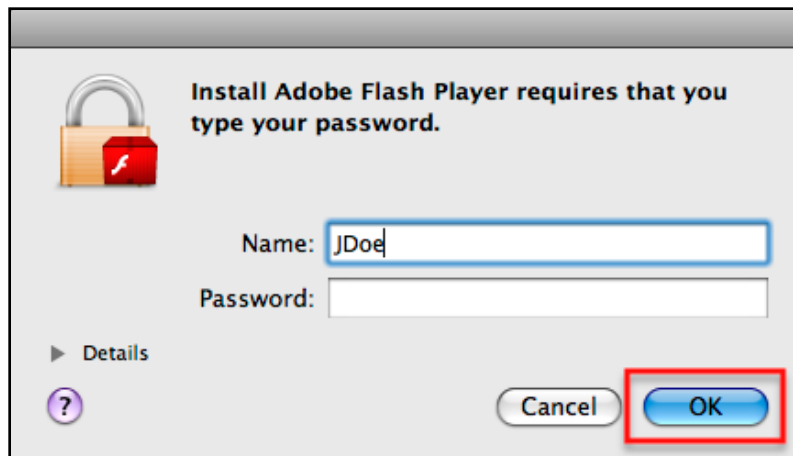 Install Adobe Flash Player requires that you
type your password.
Name: JDoe
Password:
Details
?
Cancel
OK